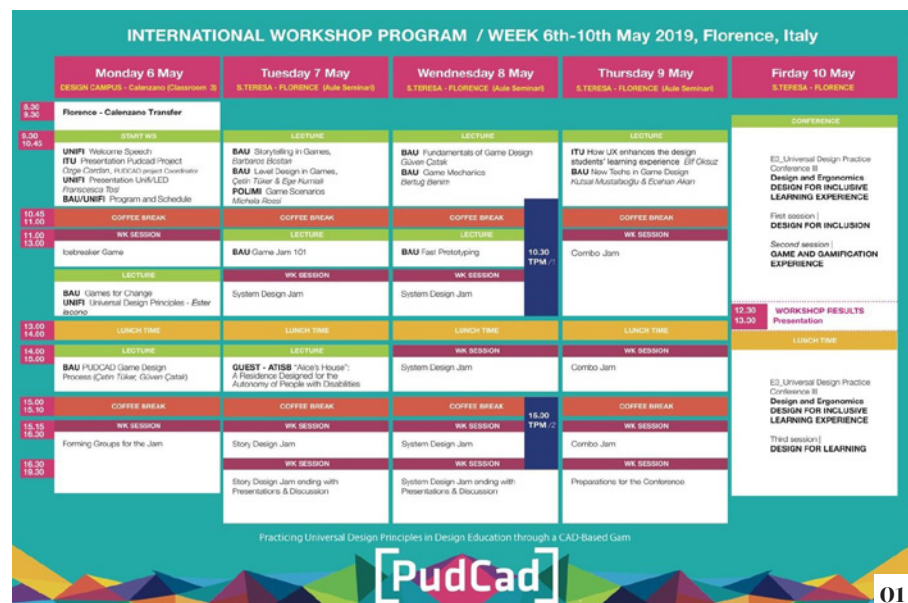 INTERNATIONAL WORKSHOP PROGRAM / WEEK 6th-10th May 2019, Florence, Italy
Monday 6 May
DESIGN CAMPUS - Calenzano (Classroom 3)
Tuesday 7 May
S.TERESA - FLORENCE (Aule Seminari)
Wendnesday 8 May
S.TERESA - FLORENCE (Aule Seminari)
Thursday 9 May
S.TERESA - FLORENCE (Aule Seminari)
Firday 10 May
S.TERESA - FLORENCE
8.30
9.30
Florence - Calenzano Transfer
9.30
10.45
START WS
UNIFI Welcome Speech
ITU Presentation Pudcad Project
Ozge Cordan, PUDCAD project Coordinator
UNIFI Presentation Unifi/LED
Franscesca Tosi
BAU/UNIFI Program and Schedule
LECTURE
BAU Storytelling in Games,
Barbaros Bostan
BAU Level Design in Games,
Çetin Tüker & Ege Kumlali
POLIMI Game Scenarios
Michela Rossi
LECTURE
BAU Fundamentals of Game Design
Güven Çatak
BAU Game Mechanics
Bertuğ Benim
LECTURE
ITU How UX enhances the design
students' learning experience Elif Öksuz
BAU New Techs in Game Design
Kutsal Mustafaoğlu & Ecehan Akan
10.45
11.00
COFFEE BREAK
COFFEE BREAK
COFFEE BREAK
COFFEE BREAK
11.00
13.00
WK SESSION
Icebreaker Game
LECTURE
BAU Games for Change
UNIFI Universal Design Principles - Ester
Iacono
LECTURE
BAU Game Jam 101
WK SESSION
System Design Jam
LECTURE
BAU Fast Prototyping
WK SESSION
System Design Jam
10.30
TPM /1
WK SESSION
Combo Jam
13.00
14.00
LUNCH TIME
LUNCH TIME
LUNCH TIME
LUNCH TIME
14.00
15.00
LECTURE
BAU PUDCAD Game Design
Process (Çetin Tüker, Güven Çatak)
LECTURE
GUEST - ATISB "Alice's House":
A Residence Designed for the
Autonomy of People with Disabilities
WK SESSION
System Design Jam
WK SESSION
Combo Jam
15.00
15.10
COFFEE BREAK
COFFEE BREAK
COFFEE BREAK
COFFEE BREAK
15.00
TPM /2
15.15
16.30
WK SESSION
Forming Groups for the Jam
WK SESSION
Story Design Jam
WK SESSION
System Design Jam
WK SESSION
Combo Jam
16.30
19.30
WK SESSION
Story Design Jam ending with
Presentations & Discussion
WK SESSION
System Design Jam ending with
Presentations & Discussion
WK SESSION
Preparations for the Conference
CONFERENCE
E3_Universal Design Practice
Conference III
Design and Ergonomics
DESIGN FOR INCLUSIVE
LEARNING EXPERIENCE
First session |
DESIGN FOR INCLUSION
Second session |
GAME AND GAMIFICATION
EXPERIENCE
12.30
13.30
WORKSHOP RESULTS
Presentation
LUNCH TIME
E3_Universal Design Practice
Conference III
Design and Ergonomics
DESIGN FOR INCLUSIVE
LEARNING EXPERIENCE
Third session |
DESIGN FOR LEARNING
Practicing Universal Design Principles in Design Education through a CAD-Based Gam
[PudCad]
01